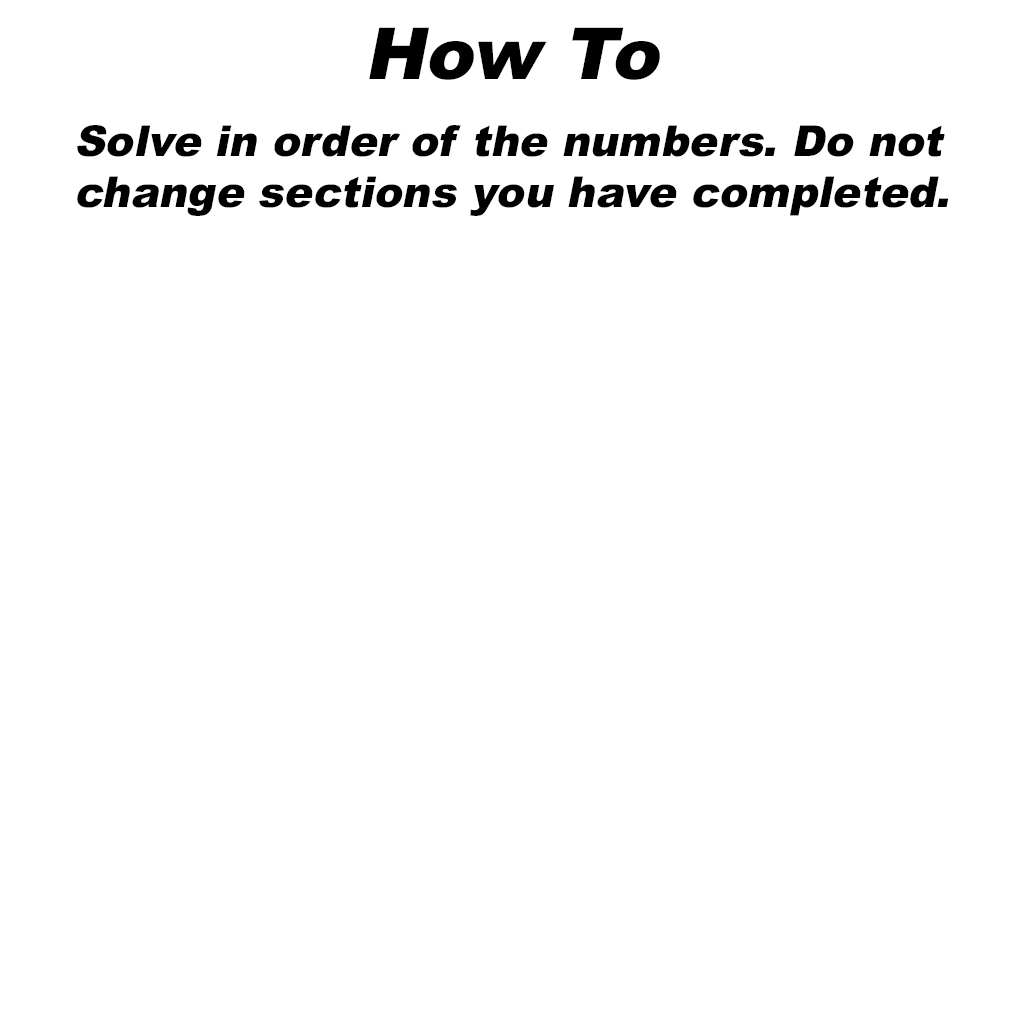 How To
Solve in order of the numbers. Do not
change sections you have completed.